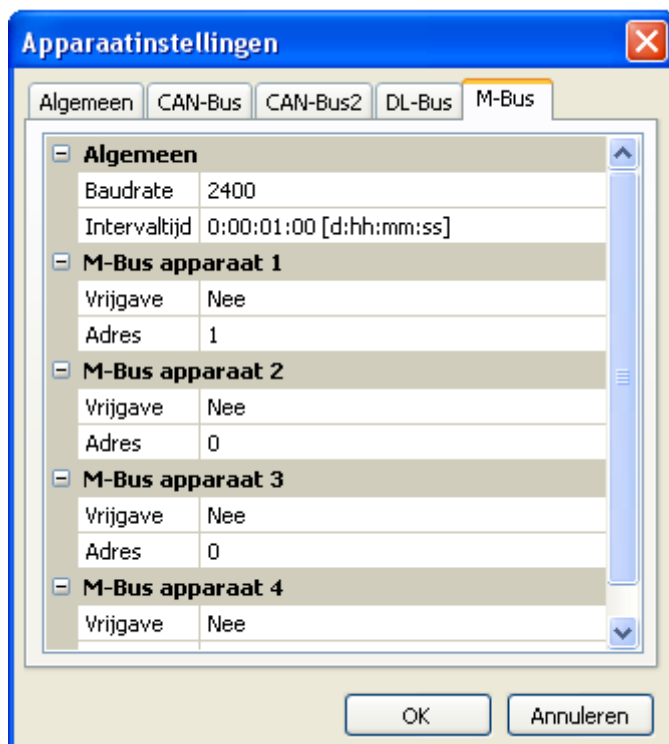 Apparaatinstellingen
Algemeen CAN-Bus CAN-Bus2 DL-Bus M-Bus
Algemeen
Baudrate 2400
Intervaltijd 0:00:01:00 [d:hh:mm:ss]
M-Bus apparaat 1
Vrijgave Nee
Adres 1
M-Bus apparaat 2
Vrijgave Nee
Adres 0
M-Bus apparaat 3
Vrijgave Nee
Adres 0
M-Bus apparaat 4
Vrijgave Nee
OK Annuleren